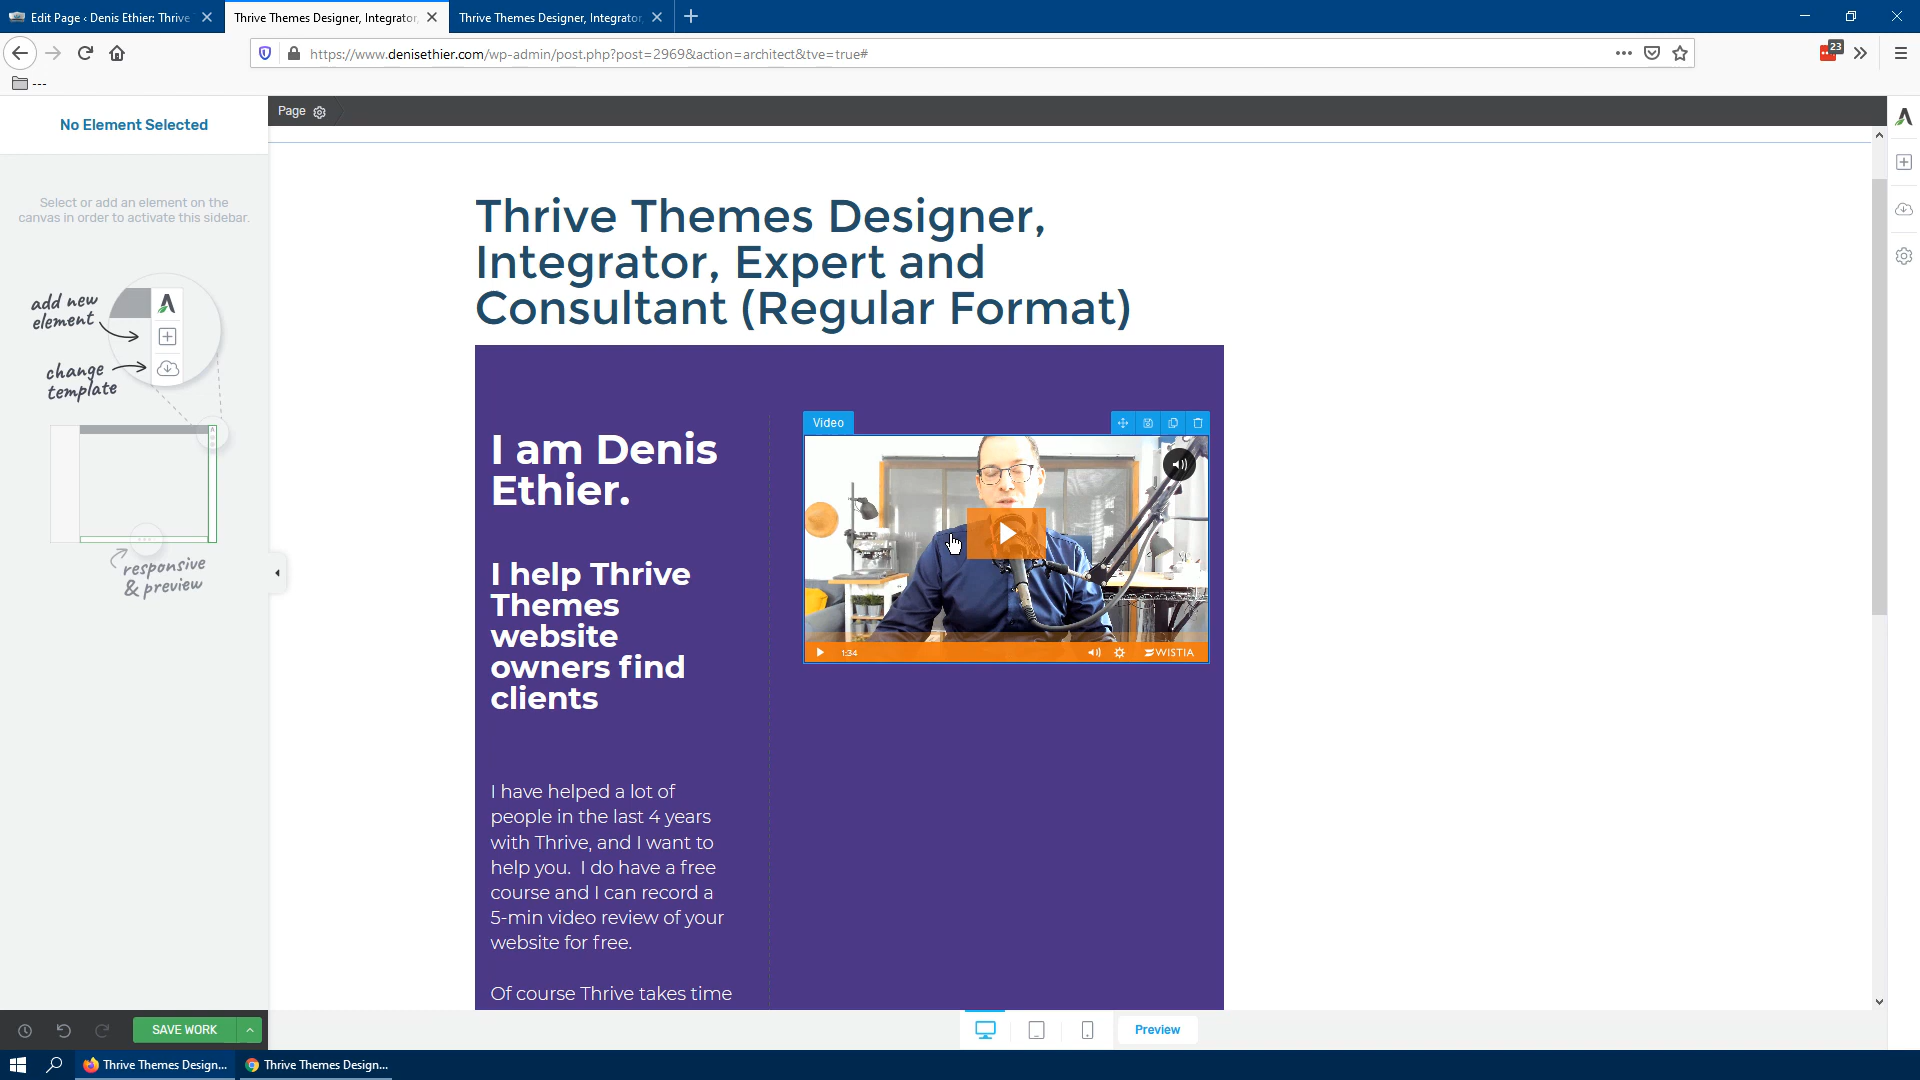 Edit Page ‹ Denis Ethier: Thrive
Thrive Themes Designer, Integrator,
Thrive Themes Designer, Integrator,
https://www.denisethier.com/wp-admin/post.php?post=2969&action=architect&tve=true#
23
---
No Element Selected
Page
Select or add an element on the
canvas in order to activate this sidebar.
add new
element
change
template
responsive
& preview
Thrive Themes Designer,
Integrator, Expert and
Consultant (Regular Format)
Video
I am Denis
Ethier.
I help Thrive
Themes
website
owners find
clients
1:34
WISTIA
I have helped a lot of
people in the last 4 years
with Thrive, and I want to
help you.  I do have a free
course and I can record a
5-min video review of your
website for free.
Of course Thrive takes time
SAVE WORK
Preview
Thrive Themes Design...
Thrive Themes Design...